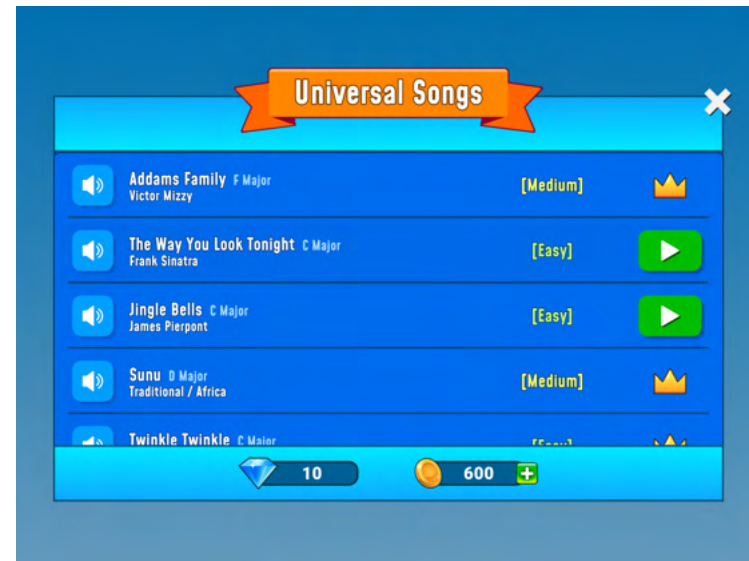 Universal Songs
Addams Family F Major
Victor Mizzy
[Medium]
The Way You Look Tonight C Major
Frank Sinatra
[Easy]
Jingle Bells C Major
James Pierpont
[Easy]
Sunu D Major
Traditional / Africa
[Medium]
Twinkle Twinkle C Major
[Easy]
10
600